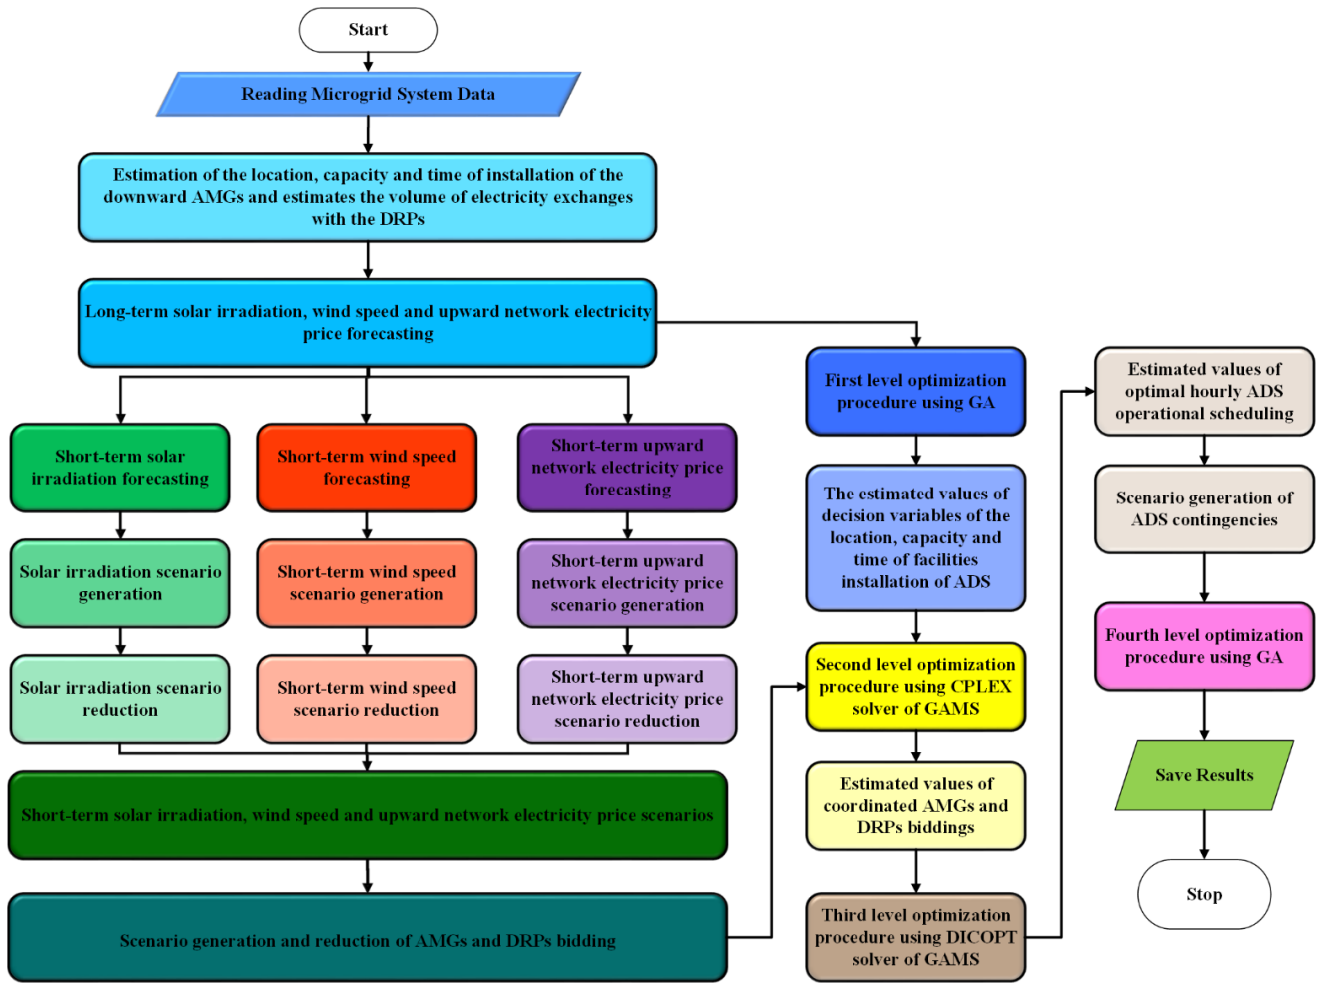 Start
Reading Microgrid System Data
Estimation of the location, capacity and time of installation of the
downward AMGs and estimates the volume of electricity exchanges
with the DRPs
Long-term solar irradiation, wind speed and upward network electricity
price forecasting
Short-term solar
irradiation forecasting
Short-term wind speed
forecasting
Short-term upward
network electricity price
forecasting
Solar irradiation scenario
generation
Short-term wind speed
scenario generation
Short-term upward
network electricity price
scenario generation
Solar irradiation scenario
reduction
Short-term wind speed
scenario reduction
Short-term upward
network electricity price
scenario reduction
Short-term solar irradiation, wind speed and upward network electricity price scenarios
Scenario generation and reduction of AMGs and DRPs bidding
First level optimization
procedure using GA
The estimated values of
decision variables of the
location, capacity and
time of facilities
installation of ADS
Second level optimization
procedure using CPLEX
solver of GAMS
Estimated values of
coordinated AMGs and
DRPs biddings
Third level optimization
procedure using DICOPT
solver of GAMS
Estimated values of
optimal hourly ADS
operational scheduling
Scenario generation of
ADS contingencies
Fourth level optimization
procedure using GA
Save Results
Stop